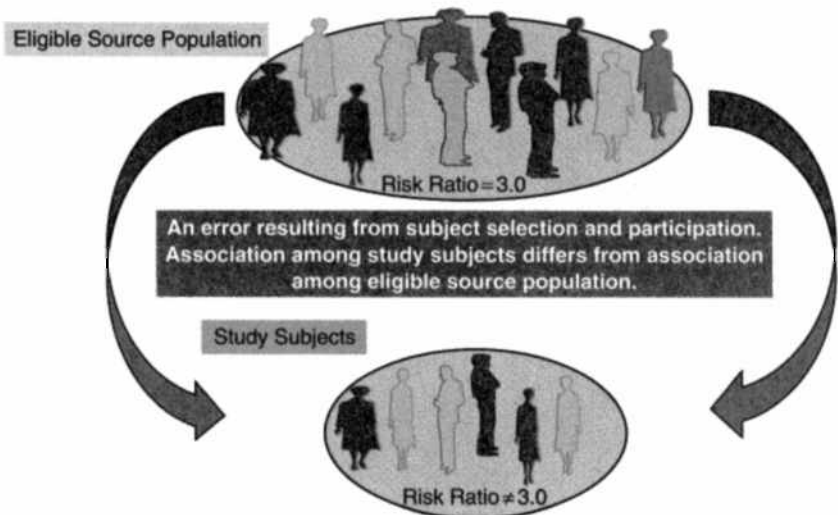 Eligible Source Population
Risk Ratio=3.0
An error resulting from subject selection and participation.
Association among study subjects differs from association
among eligible source population.
Study Subjects
Risk Ratio≠3.0